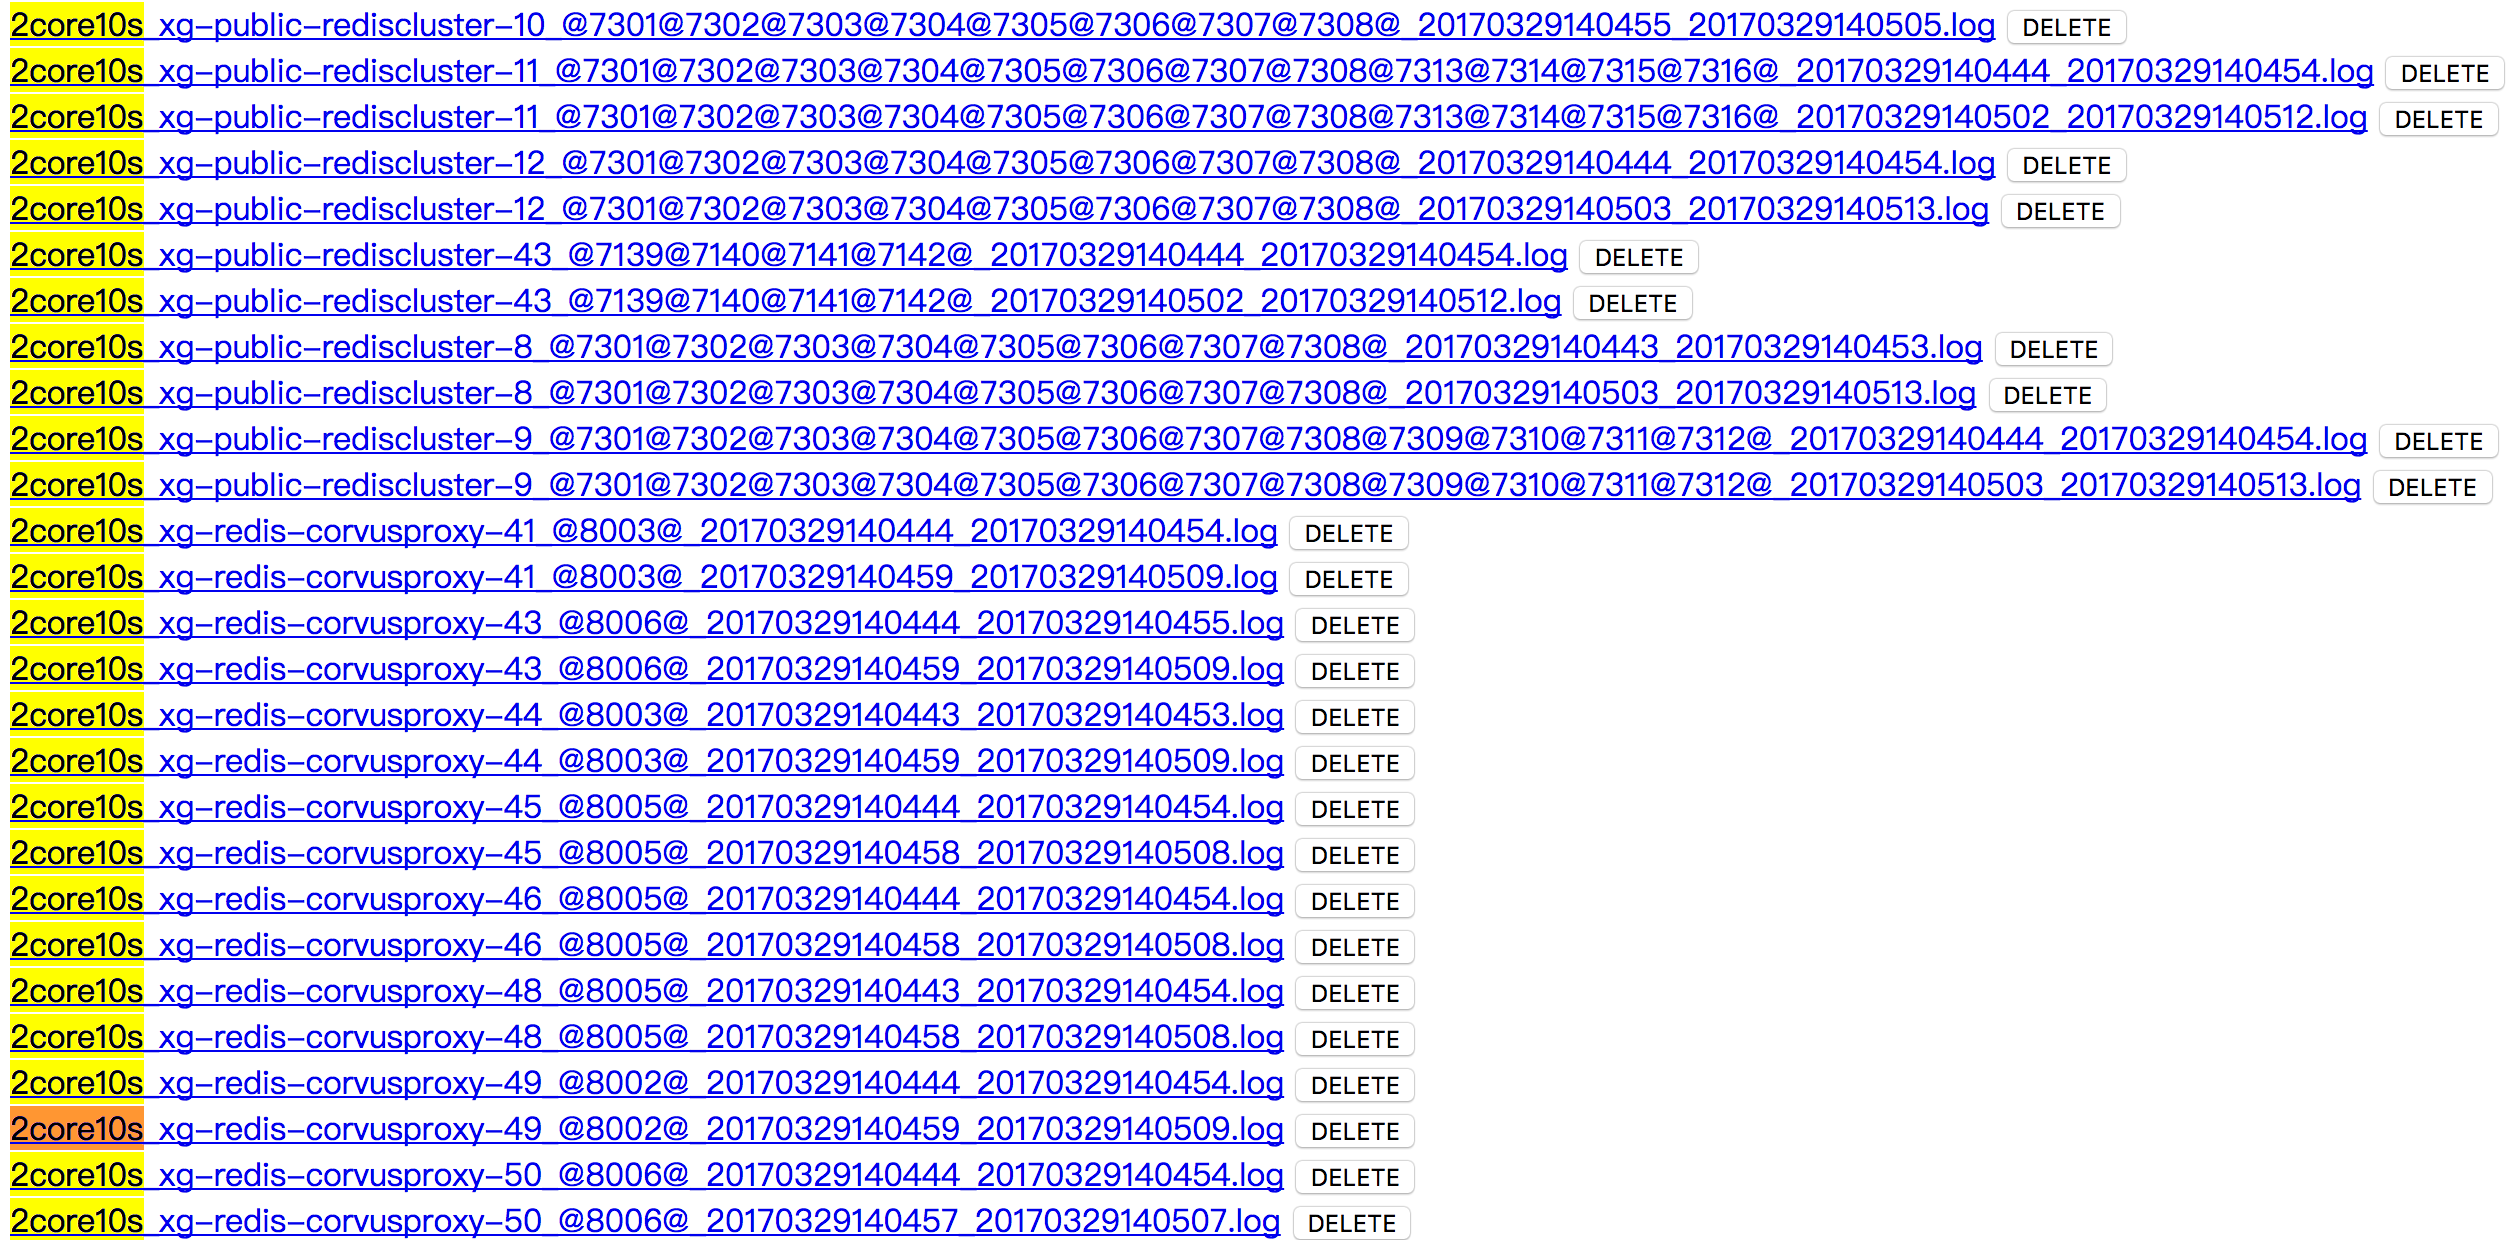 2core10s_xg-public-rediscluster-10_@7301@7302@7303@7304@7305@7306@7307@7308@_20170329140455_20170329140505.log DELETE
2core10s_xg-public-rediscluster-11_@7301@7302@7303@7304@7305@7306@7307@7308@7313@7314@7315@7316@_20170329140444_20170329140454.log DELETE
2core10s_xg-public-rediscluster-11_@7301@7302@7303@7304@7305@7306@7307@7308@7313@7314@7315@7316@_20170329140502_20170329140512.log DELETE
2core10s_xg-public-rediscluster-12_@7301@7302@7303@7304@7305@7306@7307@7308@_20170329140444_20170329140454.log DELETE
2core10s_xg-public-rediscluster-12_@7301@7302@7303@7304@7305@7306@7307@7308@_20170329140503_20170329140513.log DELETE
2core10s_xg-public-rediscluster-43_@7139@7140@7141@7142@_20170329140444_20170329140454.log DELETE
2core10s_xg-public-rediscluster-43_@7139@7140@7141@7142@_20170329140502_20170329140512.log DELETE
2core10s_xg-public-rediscluster-8_@7301@7302@7303@7304@7305@7306@7307@7308@_20170329140443_20170329140453.log DELETE
2core10s_xg-public-rediscluster-8_@7301@7302@7303@7304@7305@7306@7307@7308@_20170329140503_20170329140513.log DELETE
2core10s_xg-public-rediscluster-9_@7301@7302@7303@7304@7305@7306@7307@7308@7309@7310@7311@7312@_20170329140444_20170329140454.log DELETE
2core10s_xg-public-rediscluster-9_@7301@7302@7303@7304@7305@7306@7307@7308@7309@7310@7311@7312@_20170329140503_20170329140513.log DELETE
2core10s_xg-redis-corvusproxy-41_@8003@_20170329140444_20170329140454.log DELETE
2core10s_xg-redis-corvusproxy-41_@8003@_20170329140459_20170329140509.log DELETE
2core10s_xg-redis-corvusproxy-43_@8006@_20170329140444_20170329140455.log DELETE
2core10s_xg-redis-corvusproxy-43_@8006@_20170329140459_20170329140509.log DELETE
2core10s_xg-redis-corvusproxy-44_@8003@_20170329140443_20170329140453.log DELETE
2core10s_xg-redis-corvusproxy-44_@8003@_20170329140459_20170329140509.log DELETE
2core10s_xg-redis-corvusproxy-45_@8005@_20170329140444_20170329140454.log DELETE
2core10s_xg-redis-corvusproxy-45_@8005@_20170329140458_20170329140508.log DELETE
2core10s_xg-redis-corvusproxy-46_@8005@_20170329140444_20170329140454.log DELETE
2core10s_xg-redis-corvusproxy-46_@8005@_20170329140458_20170329140508.log DELETE
2core10s_xg-redis-corvusproxy-48_@8005@_20170329140443_20170329140454.log DELETE
2core10s_xg-redis-corvusproxy-48_@8005@_20170329140458_20170329140508.log DELETE
2core10s_xg-redis-corvusproxy-49_@8002@_20170329140444_20170329140454.log DELETE
2core10s_xg-redis-corvusproxy-49_@8002@_20170329140459_20170329140509.log DELETE
2core10s_xg-redis-corvusproxy-50_@8006@_20170329140444_20170329140454.log DELETE
2core10s_xg-redis-corvusproxy-50_@8006@_20170329140457_20170329140507.log DELETE